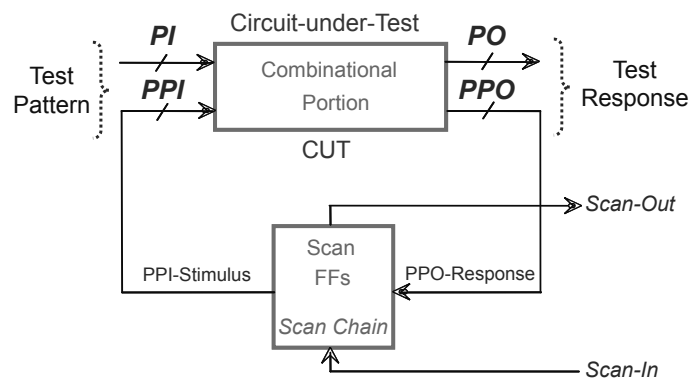 Circuit-under-Test
PI
PO
Test
Pattern
Combinational
Portion
Test
Response
PPI
PPO
CUT
Scan-Out
Scan
FFs
PPI-Stimulus
PPO-Response
Scan Chain
Scan-In